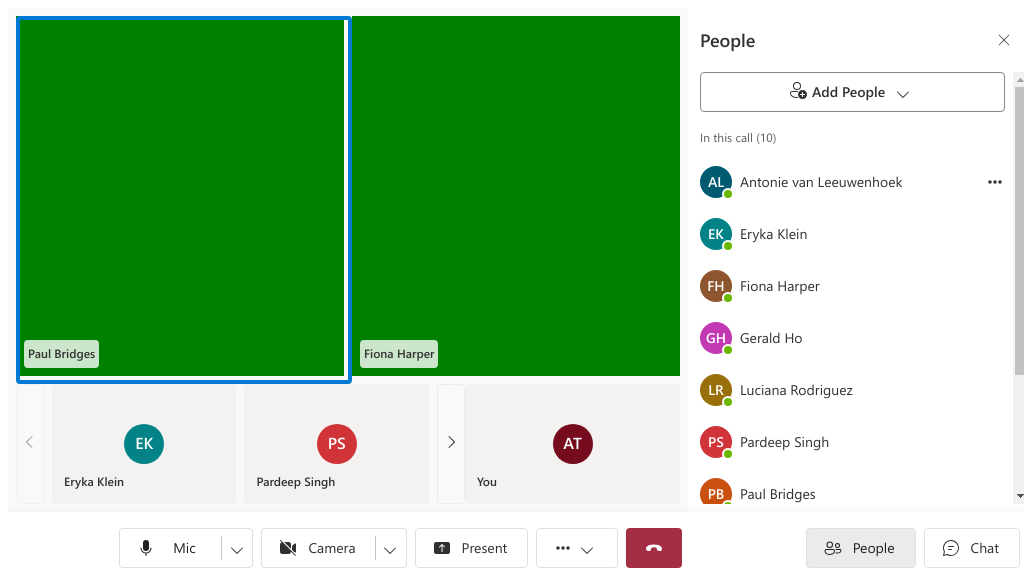 Paul Bridges
Fiona Harper
EK
Eryka Klein
PS
Pardeep Singh
AT
You
People
Add People
In this call (10)
AL Antonie van Leeuwenhoek
EK Eryka Klein
FH Fiona Harper
GH Gerald Ho
LR Luciana Rodriguez
PS Pardeep Singh
PB Paul Bridges
Mic
Camera
Present
People
Chat